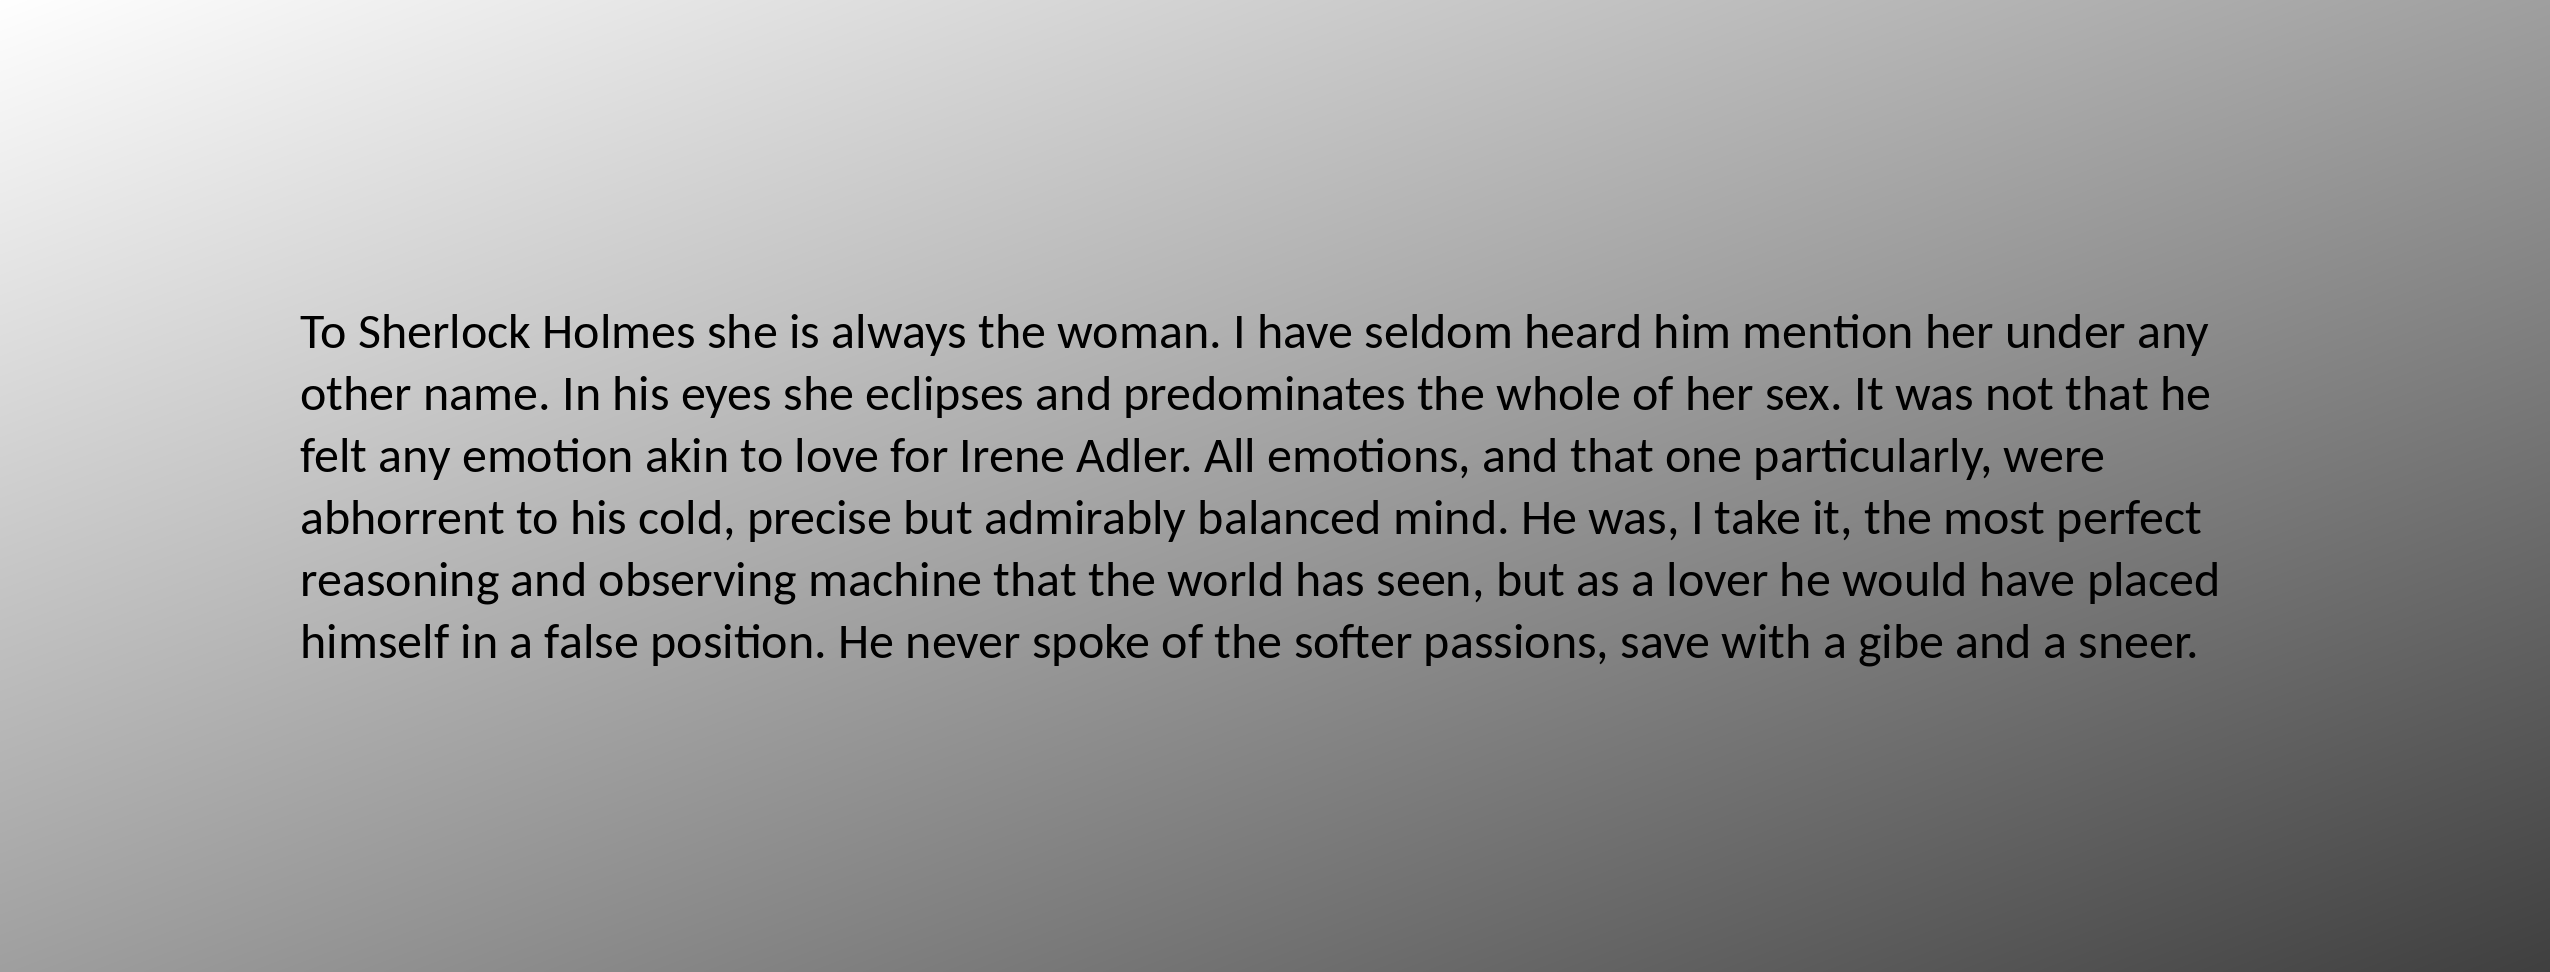 To Sherlock Holmes she is always the woman. I have seldom heard him mention her under any
other name. In his eyes she eclipses and predominates the whole of her sex. It was not that he
felt any emotion akin to love for Irene Adler. All emotions, and that one particularly, were
abhorrent to his cold, precise but admirably balanced mind. He was, I take it, the most perfect
reasoning and observing machine that the world has seen, but as a lover he would have placed
himself in a false position. He never spoke of the softer passions, save with a gibe and a sneer.